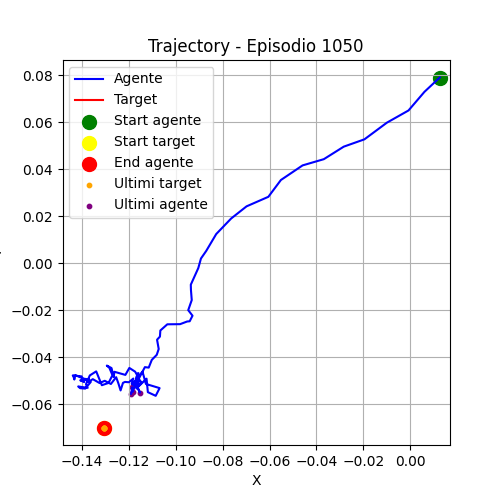 Trajectory - Episodio 1050
Agente
Target
Start agente
Start target
End agente
Ultimi target
Ultimi agente
0.08
0.06
0.04
0.02
0.00
−0.02
−0.04
−0.06
−0.14
−0.12
−0.10
−0.08
−0.06
−0.04
−0.02
0.00
X